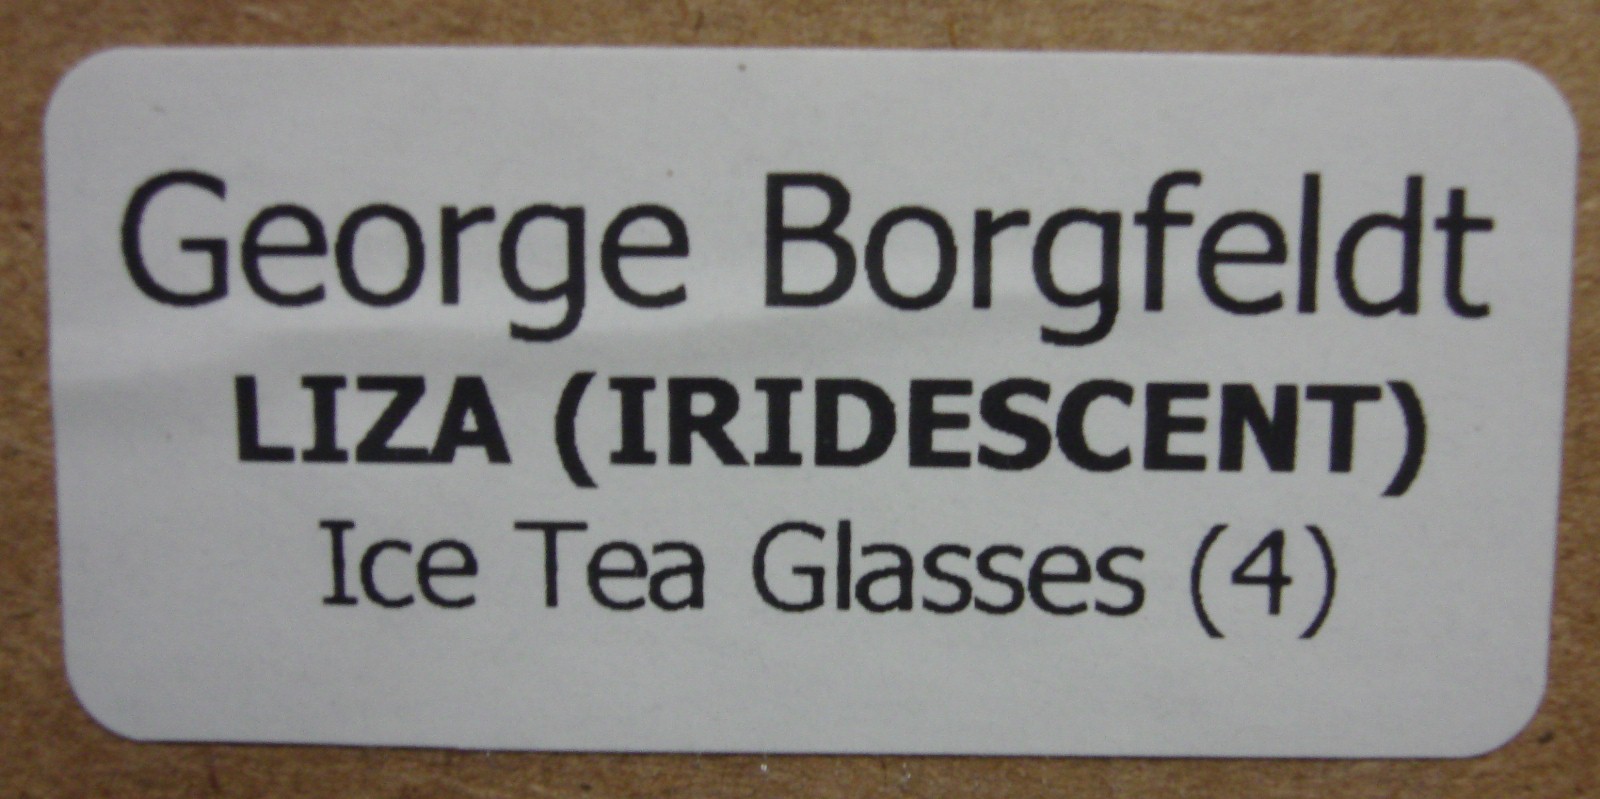 George Borgfeldt
LIZA (IRIDESCENT)
Ice Tea Glasses (4)